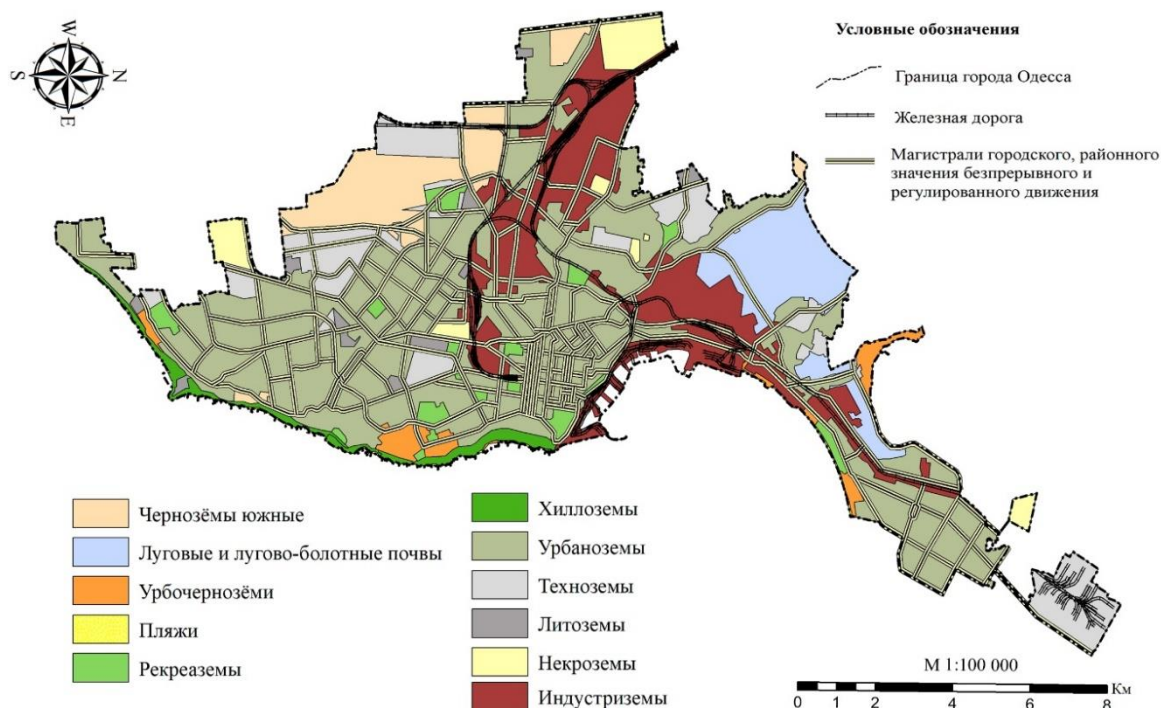 W
N
S
E
Условные обозначения
Граница города Одесса
Железная дорога
Магистрали городского, районного
значения безпрерывного и
регулированного движения
Чернозёмы южные
Луговые и лугово-болотные почвы
Урбочернозёми
Пляжи
Рекреаземы
Хиллоземы
Урбаноземы
Техноземы
Литоземы
Некроземы
Индустриземы
М 1:100 000
Км
0 1 2 4 6 8